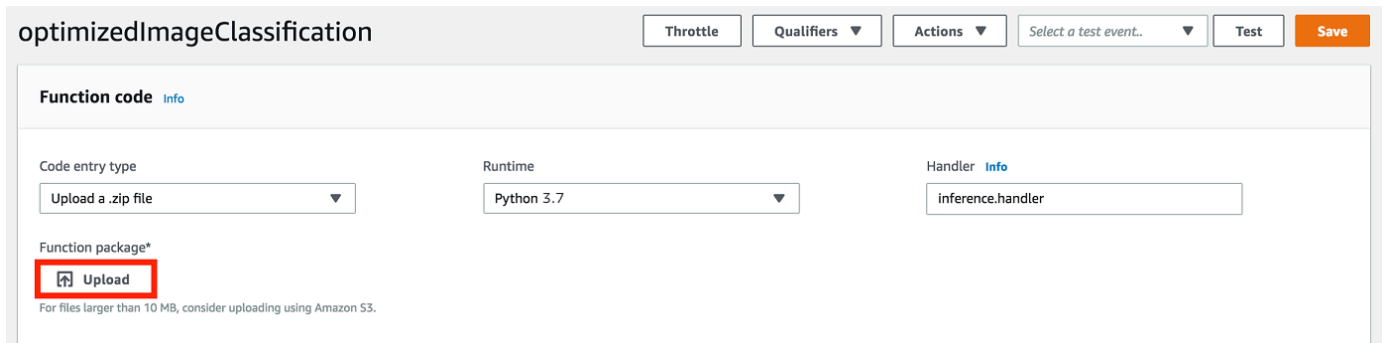 optimizedImageClassification
Throttle
Qualifiers
Actions
Select a test event..
Test
Save
Function code Info
Code entry type
Runtime
Handler Info
Upload a .zip file
Python 3.7
inference.handler
Function package*
Upload
For files larger than 10 MB, consider uploading using Amazon S3.